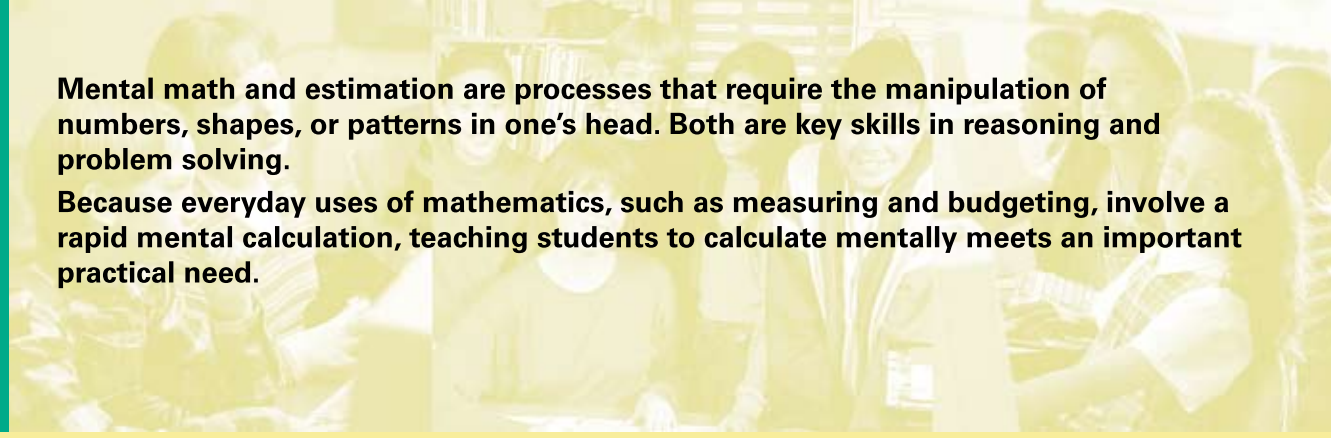 Mental math and estimation are processes that require the manipulation of
numbers, shapes, or patterns in one’s head. Both are key skills in reasoning and
problem solving.
Because everyday uses of mathematics, such as measuring and budgeting, involve a
rapid mental calculation, teaching students to calculate mentally meets an important
practical need.